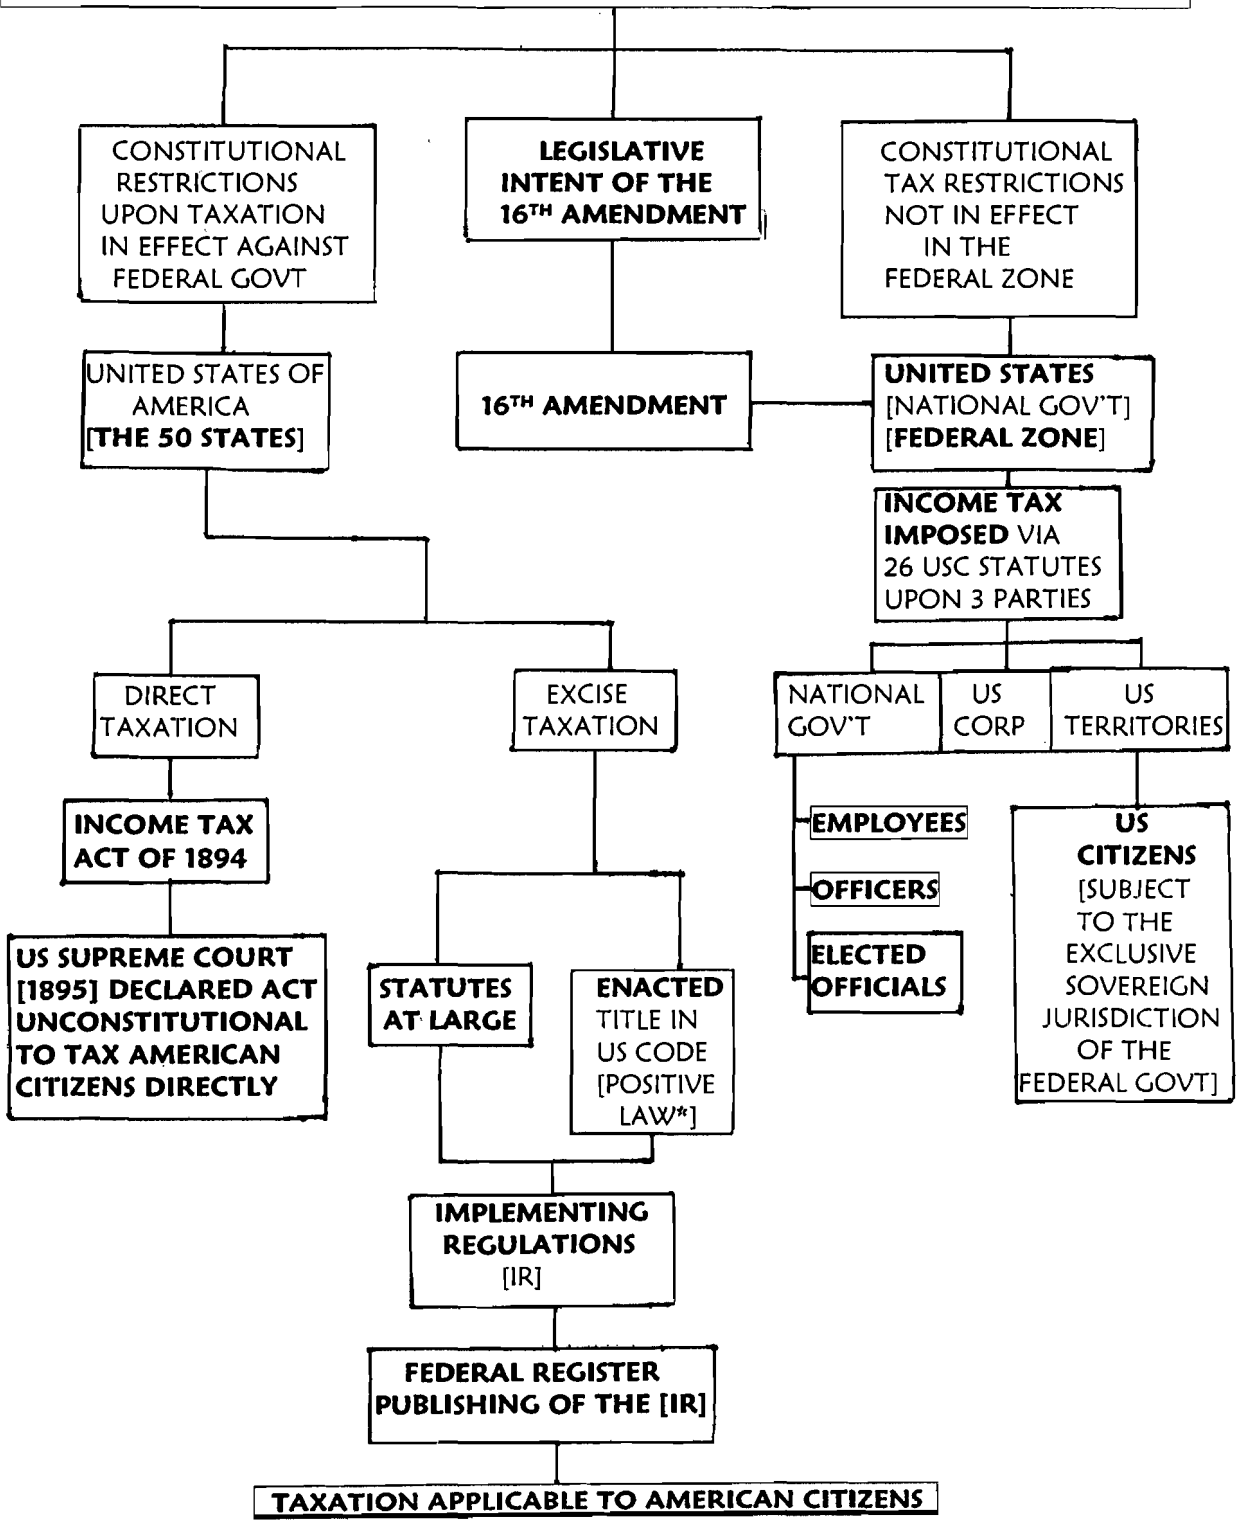 CONSTITUTIONAL
RESTRICTIONS
UPON TAXATION
IN EFFECT AGAINST
FEDERAL GOVT
LEGISLATIVE
INTENT OF THE
16TH AMENDMENT
CONSTITUTIONAL
TAX RESTRICTIONS
NOT IN EFFECT
IN THE
FEDERAL ZONE
UNITED STATES OF
AMERICA
[THE 50 STATES]
16TH AMENDMENT
UNITED STATES
[NATIONAL GOV'T]
[FEDERAL ZONE]
INCOME TAX
IMPOSED VIA
26 USC STATUTES
UPON 3 PARTIES
DIRECT
TAXATION
EXCISE
TAXATION
NATIONAL
GOV'T
US
CORP
US
TERRITORIES
INCOME TAX
ACT OF 1894
EMPLOYEES
OFFICERS
ELECTED
OFFICIALS
US
CITIZENS
[SUBJECT
TO THE
EXCLUSIVE
SOVEREIGN
JURISDICTION
OF THE
FEDERAL GOVT]
US SUPREME COURT
[1895] DECLARED ACT
UNCONSTITUTIONAL
TO TAX AMERICAN
CITIZENS DIRECTLY
STATUTES
AT LARGE
ENACTED
TITLE IN
US CODE
[POSITIVE
LAW*]
IMPLEMENTING
REGULATIONS
[IR]
FEDERAL REGISTER
PUBLISHING OF THE [IR]
TAXATION APPLICABLE TO AMERICAN CITIZENS